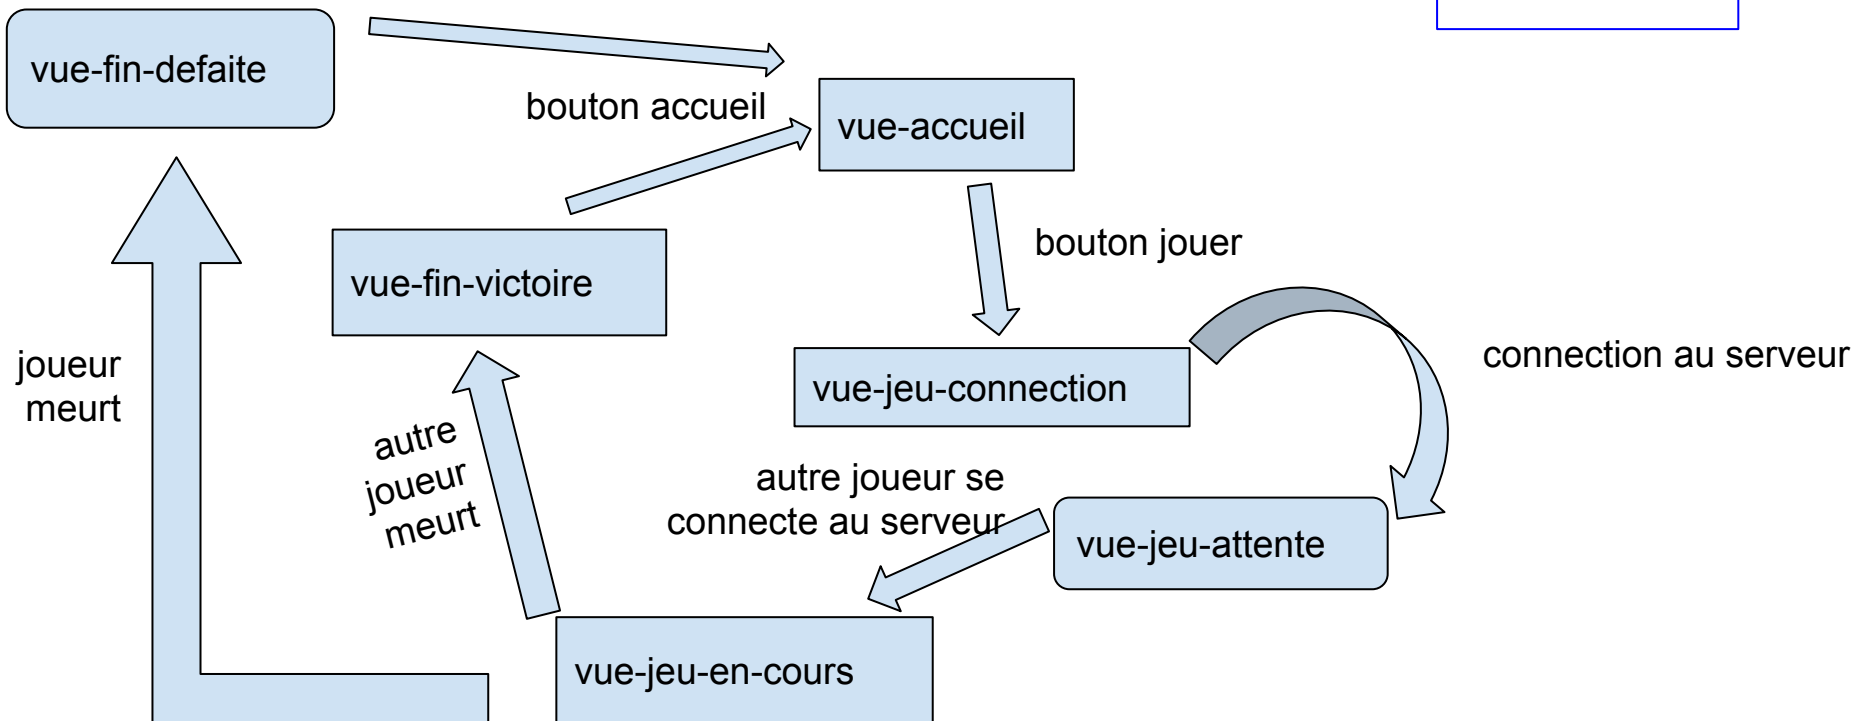 vue-fin-defaite
bouton accueil
vue-accueil
bouton jouer
vue-fin-victoire
connection au serveur
joueur
meurt
vue-jeu-connection
autre
joueur
meurt
autre joueur se
connecte au serveur
vue-jeu-attente
vue-jeu-en-cours